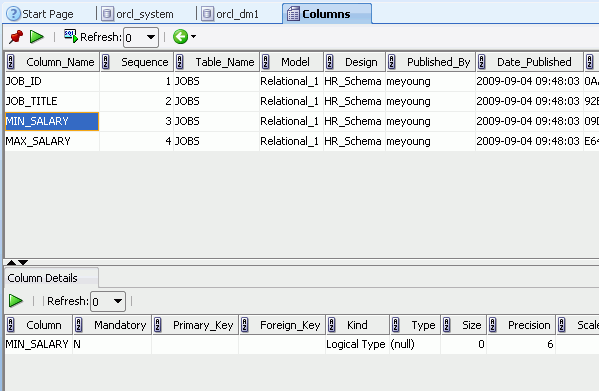 Start Page orcl_system orcl_dm1 Columns
SQL Refresh: 0
Column_Name Sequence Table_Name Model Design Published_By Date_Published
JOB_ID 1 JOBS Relational_1 HR_Schema meyoung 2009-09-04 09:48:03 0A
JOB_TITLE 2 JOBS Relational_1 HR_Schema meyoung 2009-09-04 09:48:03 92
MIN_SALARY 3 JOBS Relational_1 HR_Schema meyoung 2009-09-04 09:48:03 09
MAX_SALARY 4 JOBS Relational_1 HR_Schema meyoung 2009-09-04 09:48:03 E64
Column Details
Refresh: 0
Column Mandatory Primary_Key Foreign_Key Kind Type Size Precision Scale
MIN_SALARY N Logical Type (null) 0 6